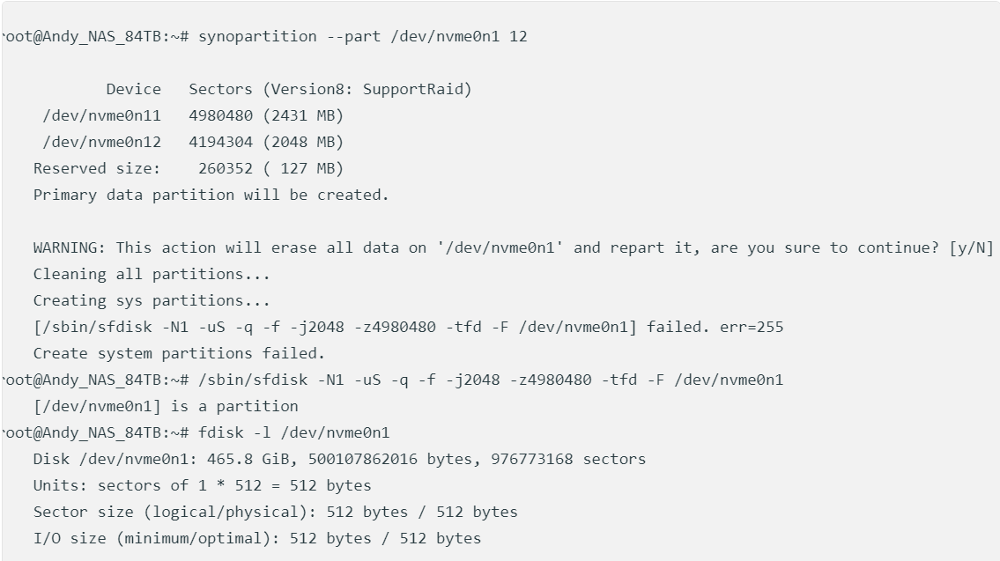 root@Andy_NAS_84TB:~# synopartition --part /dev/nvme0n1 12
Device Sectors (Version8: SupportRaid)
/dev/nvme0n11 4980480 (2431 MB)
/dev/nvme0n12 4194304 (2048 MB)
Reserved size: 260352 ( 127 MB)
Primary data partition will be created.
WARNING: This action will erase all data on '/dev/nvme0n1' and repart it, are you sure to continue? [y/N]
Cleaning all partitions...
Creating sys partitions...
[/sbin/sfdisk -N1 -uS -q -f -j2048 -z4980480 -tfd -F /dev/nvme0n1] failed. err=255
Create system partitions failed.
root@Andy_NAS_84TB:~# /sbin/sfdisk -N1 -uS -q -f -j2048 -z4980480 -tfd -F /dev/nvme0n1
[/dev/nvme0n1] is a partition
root@Andy_NAS_84TB:~# fdisk -l /dev/nvme0n1
Disk /dev/nvme0n1: 465.8 GiB, 500107862016 bytes, 976773168 sectors
Units: sectors of 1 * 512 = 512 bytes
Sector size (logical/physical): 512 bytes / 512 bytes
I/O size (minimum/optimal): 512 bytes / 512 bytes